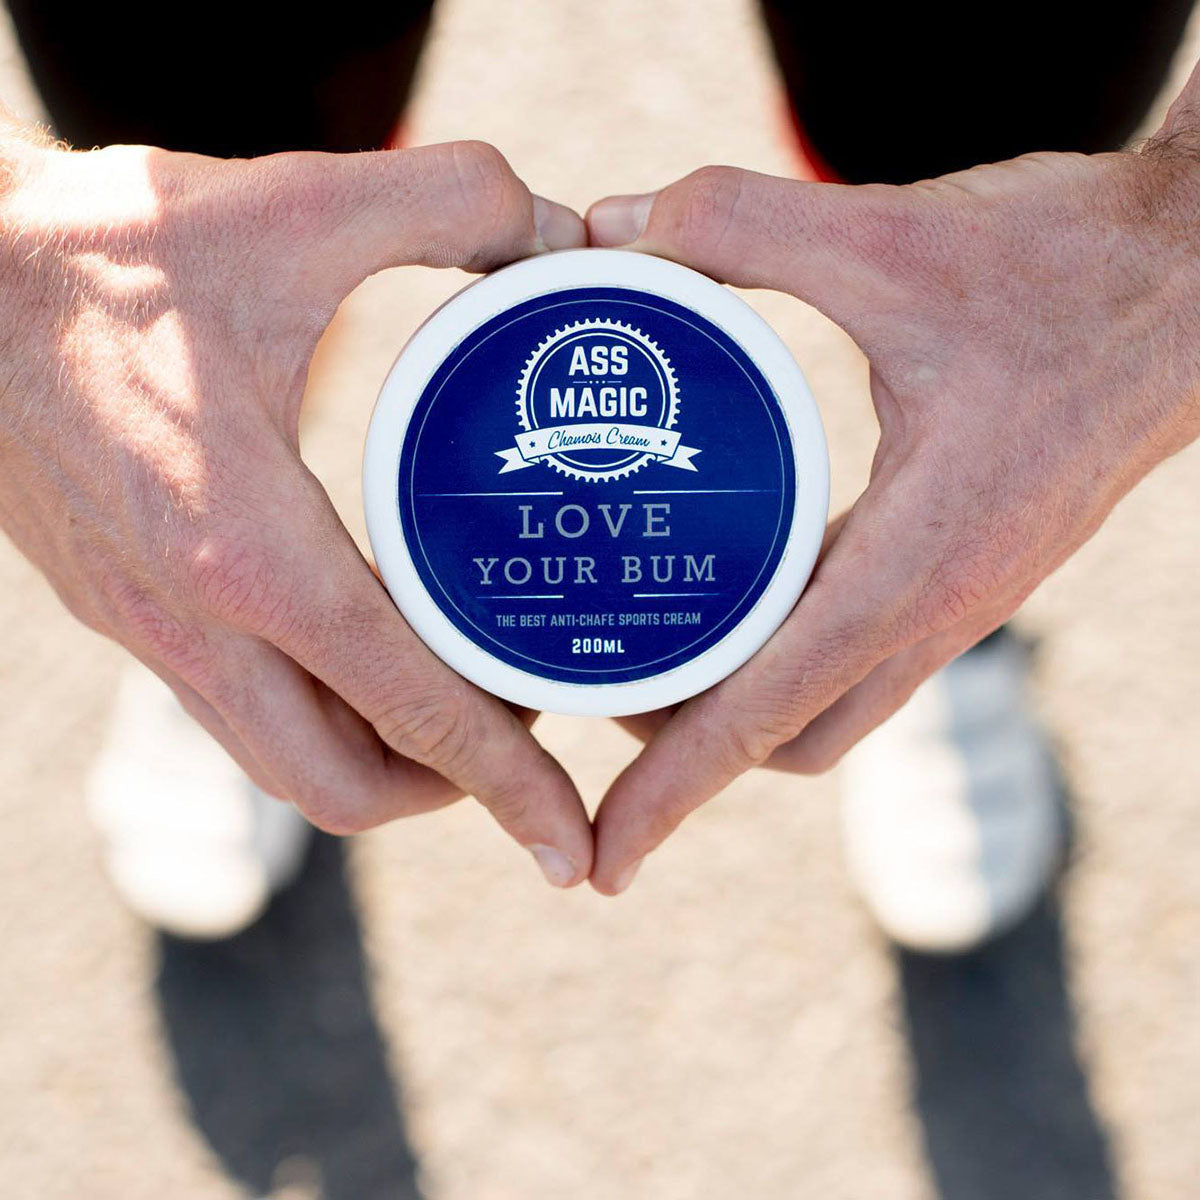 ASS
MAGIC
Chamois Cream
LOVE
YOUR BUM
THE BEST ANTI-CHAFE SPORTS CREAM
200ML